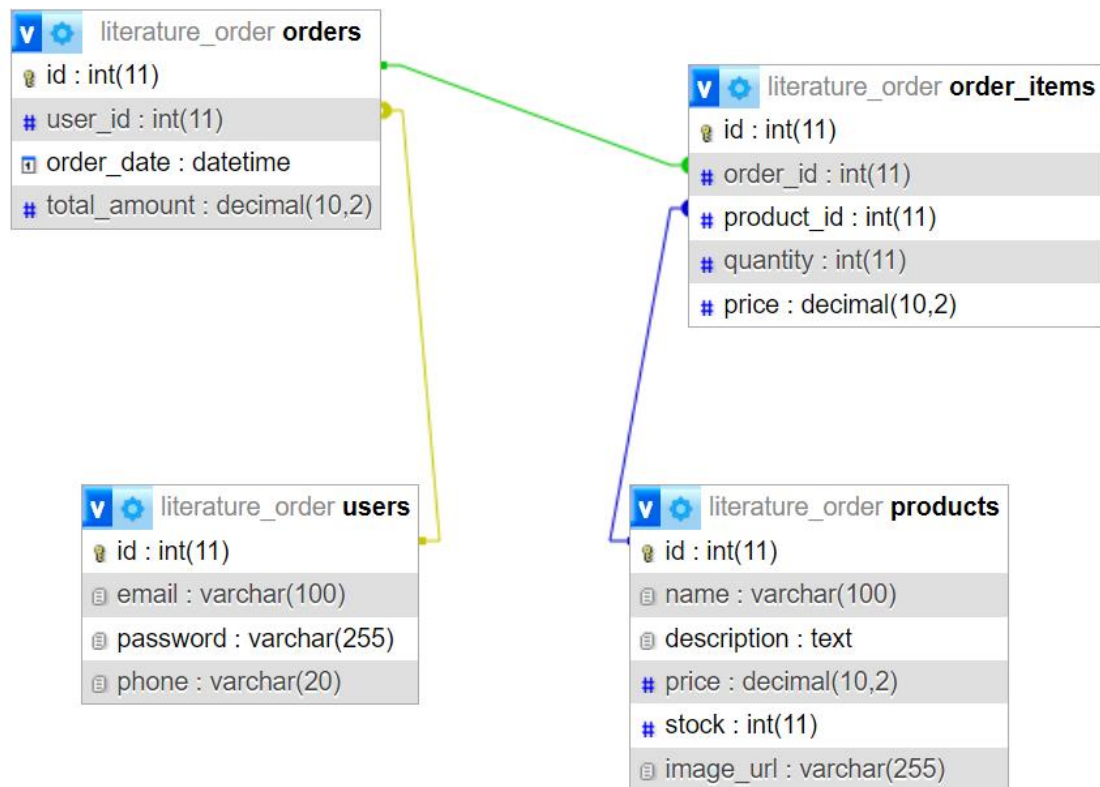 v literature_order orders
id : int(11)
# user_id : int(11)
order_date : datetime
# total_amount : decimal(10,2)
v literature_order order_items
id : int(11)
# order_id : int(11)
# product_id : int(11)
# quantity : int(11)
# price : decimal(10,2)
v literature_order users
id : int(11)
email : varchar(100)
password : varchar(255)
phone : varchar(20)
v literature_order products
id : int(11)
name : varchar(100)
description : text
# price : decimal(10,2)
# stock : int(11)
image_url : varchar(255)